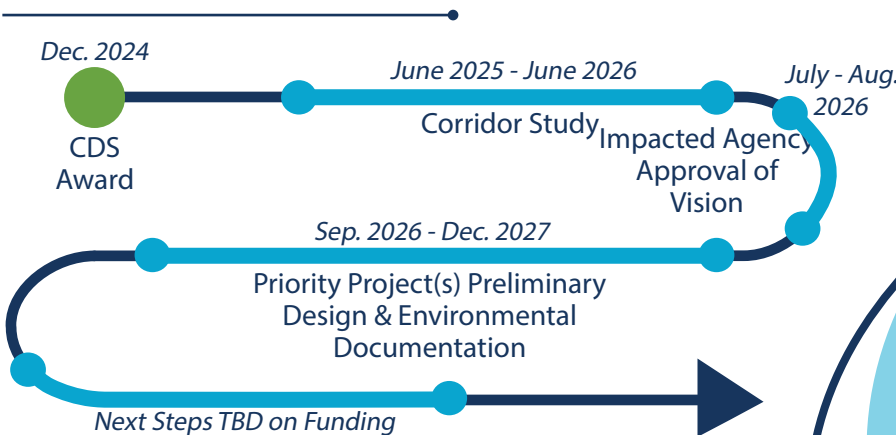 Dec. 2024
CDS
Award
June 2025 - June 2026
Corridor Study
July - Aug.
2026
Impacted Agency
Approval of
Vision
Sep. 2026 - Dec. 2027
Priority Project(s) Preliminary
Design & Environmental
Documentation
Next Steps TBD on Funding